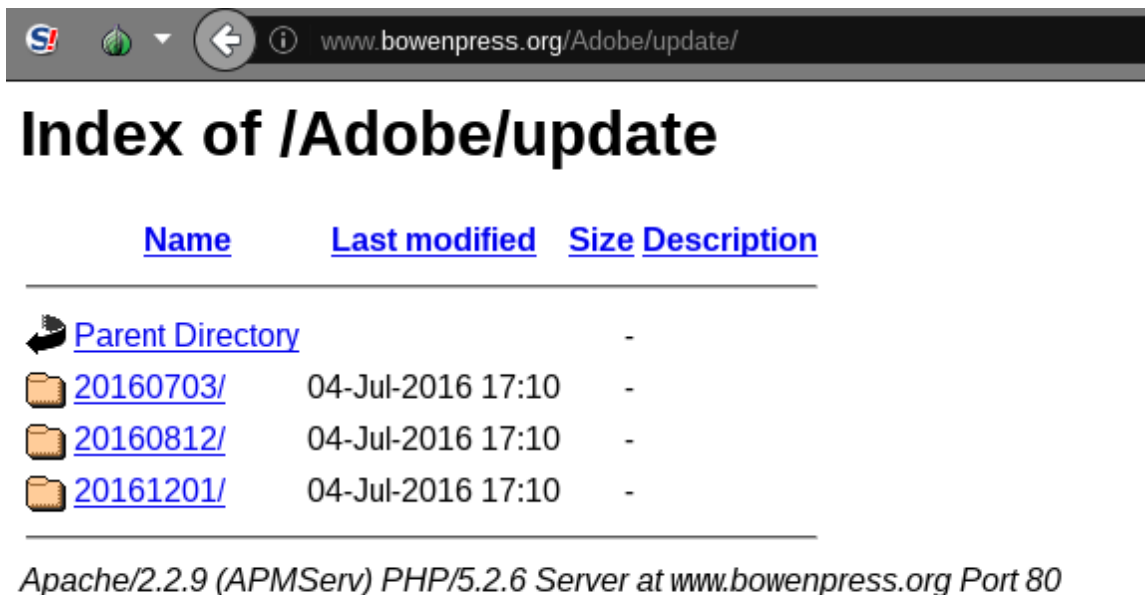 S!
www.bowenpress.org/Adobe/update/
Index of /Adobe/update
Name Last modified Size Description
Parent Directory -
20160703/ 04-Jul-2016 17:10 -
20160812/ 04-Jul-2016 17:10 -
20161201/ 04-Jul-2016 17:10 -
Apache/2.2.9 (APMServ) PHP/5.2.6 Server at www.bowenpress.org Port 80